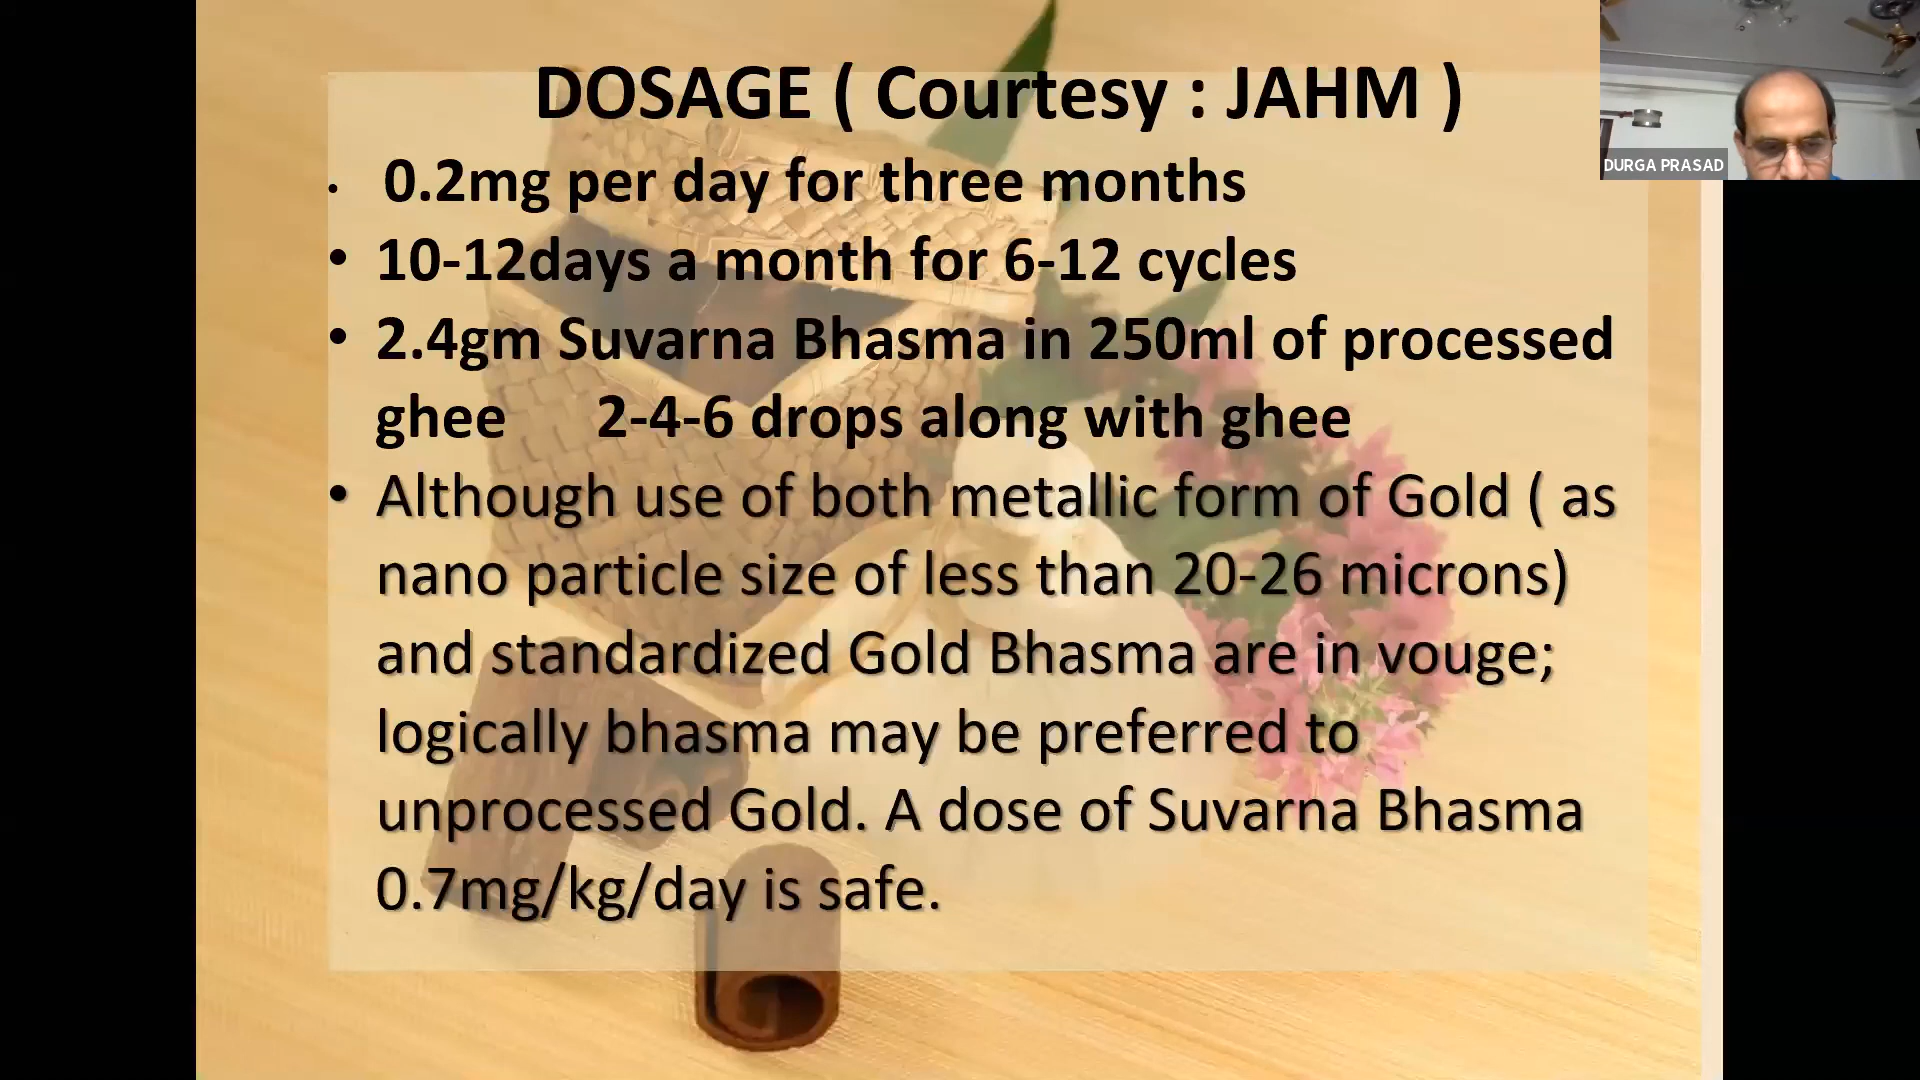 DOSAGE ( Courtesy : JAHM )
• 0.2mg per day for three months
• 10-12days a month for 6-12 cycles
• 2.4gm Suvarna Bhasma in 250ml of processed
ghee 2-4-6 drops along with ghee
• Although use of both metallic form of Gold ( as
nano particle size of less than 20-26 microns)
and standardized Gold Bhasma are in vouge;
logically bhasma may be preferred to
unprocessed Gold. A dose of Suvarna Bhasma
0.7mg/kg/day is safe.
DURGA PRASAD